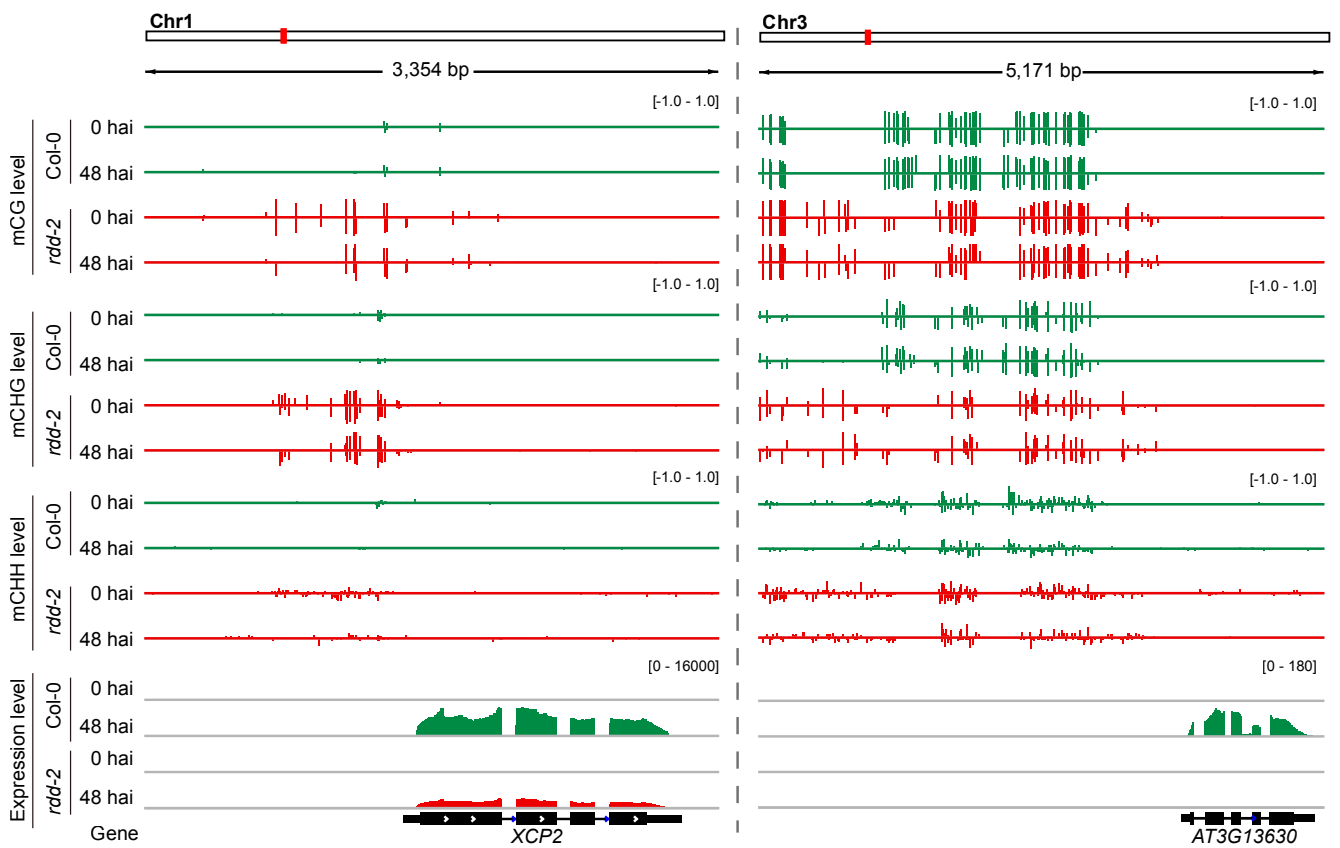 Chr1
Chr3
3,354 bp
5,171 bp
mCG level
Col-0
0 hai
48 hai
rdd-2
0 hai
48 hai
[-1.0 - 1.0]
[-1.0 - 1.0]
mCHG level
Col-0
0 hai
48 hai
rdd-2
0 hai
48 hai
[-1.0 - 1.0]
[-1.0 - 1.0]
mCHH level
Col-0
0 hai
48 hai
rdd-2
0 hai
48 hai
[-1.0 - 1.0]
[-1.0 - 1.0]
Expression level
Col-0
0 hai
48 hai
rdd-2
0 hai
48 hai
[0 - 16000]
[0 - 180]
Gene
XCP2
AT3G13630